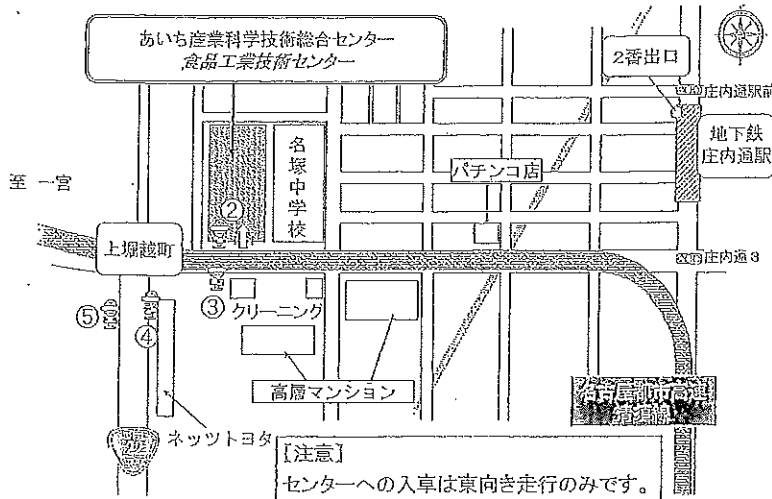 あいち産業科学技術総合センター
食品工業技術センター
2番出口
庄内通駅前
地下鉄
庄内通駅
名塚中学校
パチンコ店
至 一宮
②
上堀越町
庄内通3
③
クリーニング
⑤
④
高層マンション
名古屋都市高速
ネッツトヨタ
22
[注意]
センターへの入車は東向き走行のみです。